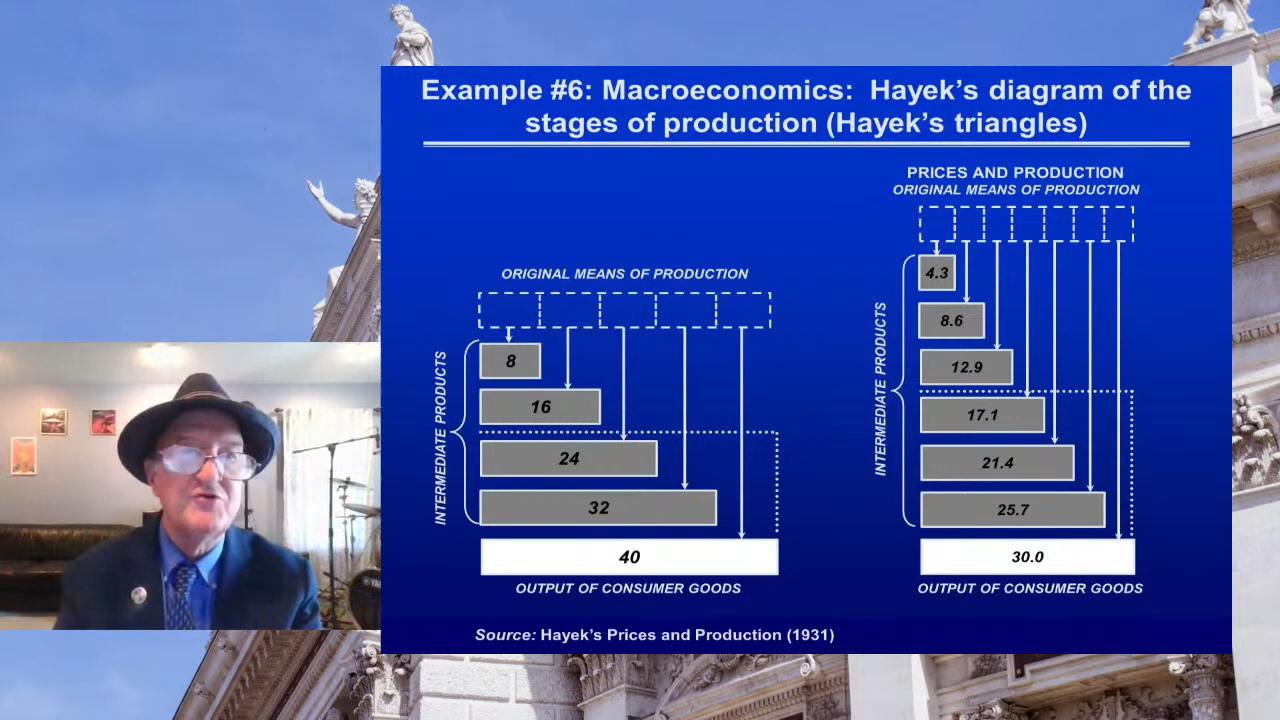 Example #6: Macroeconomics: Hayek's diagram of the
stages of production (Hayek's triangles)
ORIGINAL MEANS OF PRODUCTION
INTERMEDIATE PRODUCTS
8
16
24
32
40
OUTPUT OF CONSUMER GOODS
PRICES AND PRODUCTION
ORIGINAL MEANS OF PRODUCTION
INTERMEDIATE PRODUCTS
4.3
8.6
12.9
17.1
21.4
25.7
30.0
OUTPUT OF CONSUMER GOODS
Source: Hayek's Prices and Production (1931)